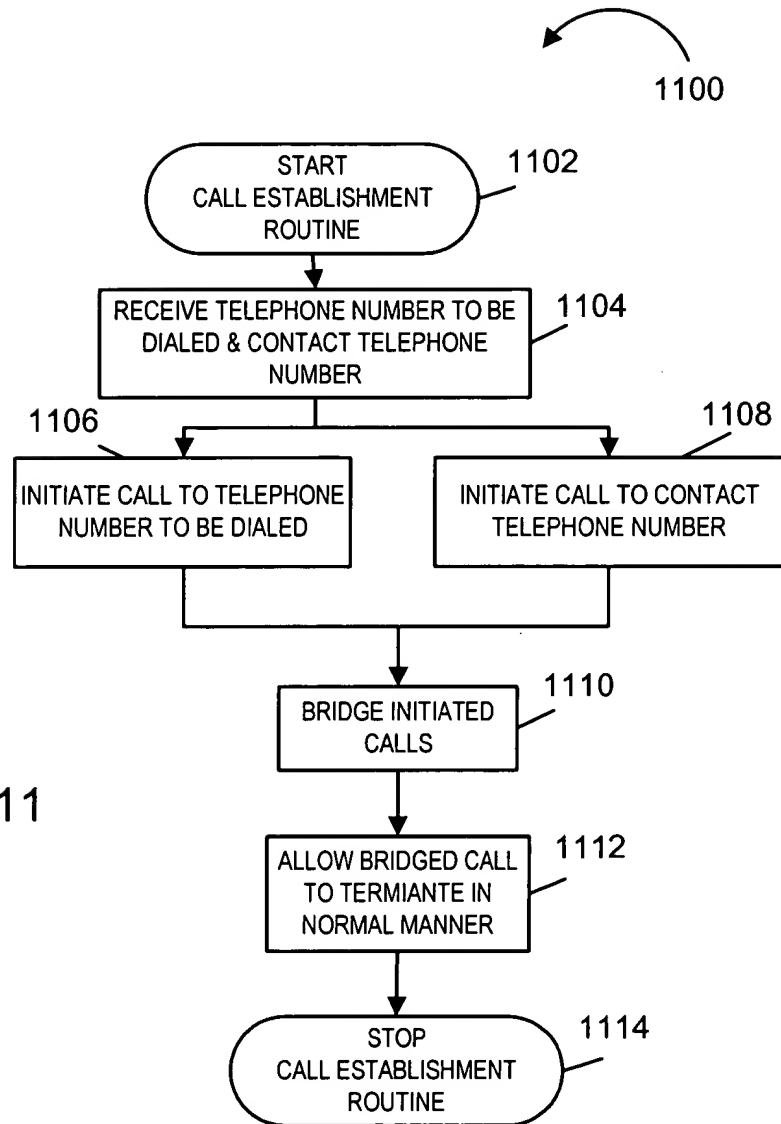 1100
START
CALL ESTABLISHMENT
ROUTINE
1102
RECEIVE TELEPHONE NUMBER TO BE
DIALED & CONTACT TELEPHONE
NUMBER
1104
1106
INITIATE CALL TO TELEPHONE
NUMBER TO BE DIALED
1108
INITIATE CALL TO CONTACT
TELEPHONE NUMBER
BRIDGE INITIATED
CALLS
1110
11
ALLOW BRIDGED CALL
TO TERMIANTE IN
NORMAL MANNER
1112
STOP
CALL ESTABLISHMENT
ROUTINE
1114